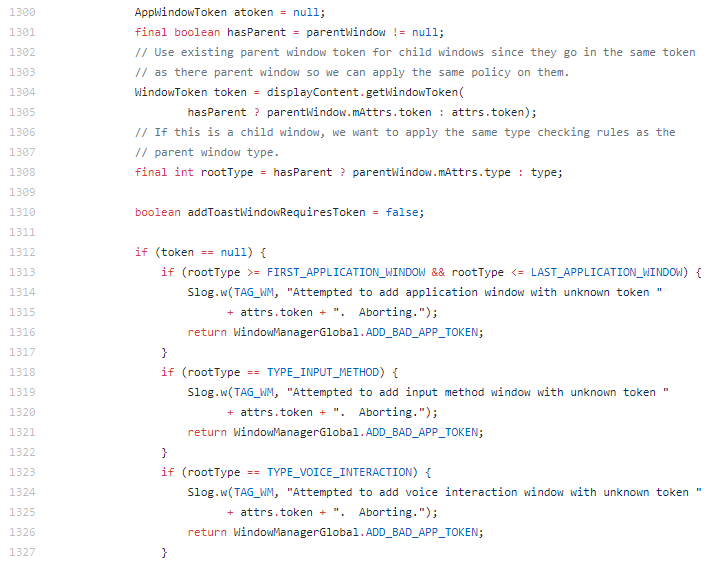 1300 AppWindowToken atoken = null;
1301 final boolean hasParent = parentWindow != null;
1302 // Use existing parent window token for child windows since they go in the same token
1303 // as there parent window so we can apply the same policy on them.
1304 WindowToken token = displayContent.getWindowToken(
1305 hasParent ? parentWindow.mAttrs.token : attrs.token);
1306 // If this is a child window, we want to apply the same type checking rules as the
1307 // parent window type.
1308 final int rootType = hasParent ? parentWindow.mAttrs.type : type;
1309
1310 boolean addToastWindowRequiresToken = false;
1311
1312 if (token == null) {
1313 if (rootType >= FIRST_APPLICATION_WINDOW && rootType <= LAST_APPLICATION_WINDOW) {
1314 Slog.w(TAG_WM, "Attempted to add application window with unknown token "
1315 + attrs.token + ".  Aborting.");
1316 return WindowManagerGlobal.ADD_BAD_APP_TOKEN;
1317 }
1318 if (rootType == TYPE_INPUT_METHOD) {
1319 Slog.w(TAG_WM, "Attempted to add input method window with unknown token "
1320 + attrs.token + ".  Aborting.");
1321 return WindowManagerGlobal.ADD_BAD_APP_TOKEN;
1322 }
1323 if (rootType == TYPE_VOICE_INTERACTION) {
1324 Slog.w(TAG_WM, "Attempted to add voice interaction window with unknown token "
1325 + attrs.token + ".  Aborting.");
1326 return WindowManagerGlobal.ADD_BAD_APP_TOKEN;
1327 }